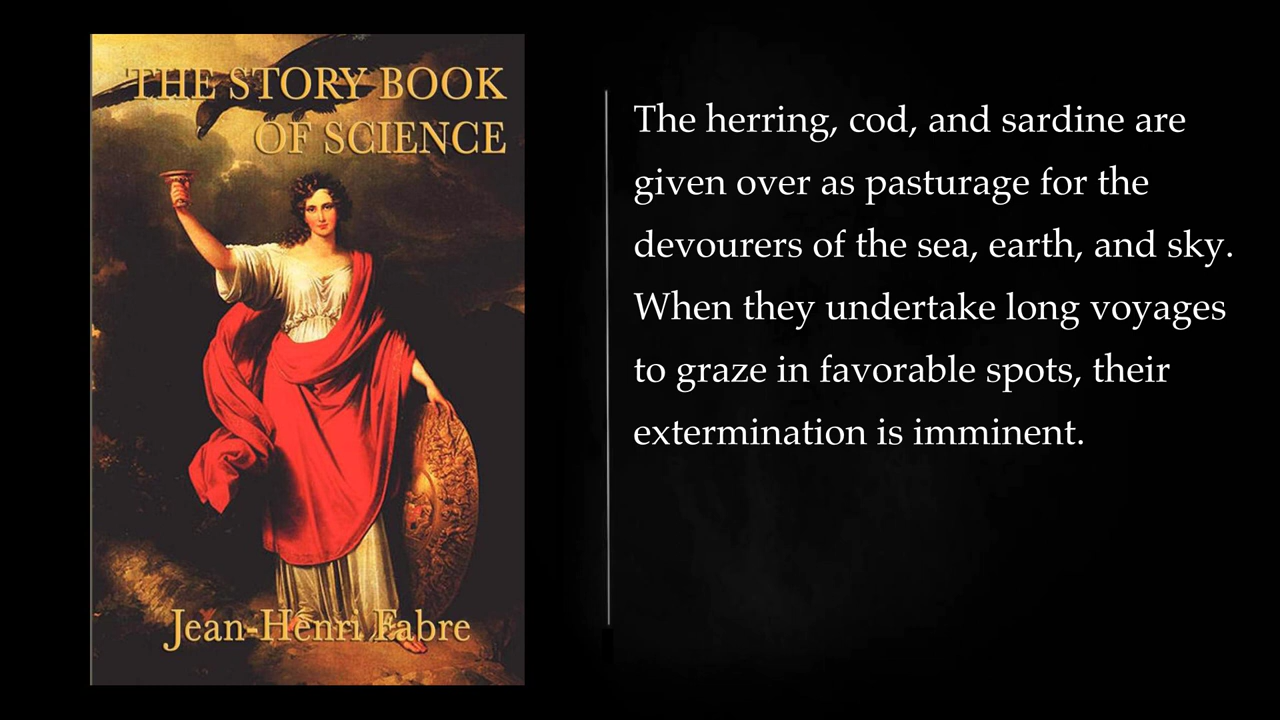 THE STORY BOOK
OF SCIENCE
Jean-Henri Fabre
The herring, cod, and sardine are
given over as pasturage for the
devourers of the sea, earth, and sky.
When they undertake long voyages
to graze in favorable spots, their
extermination is imminent.